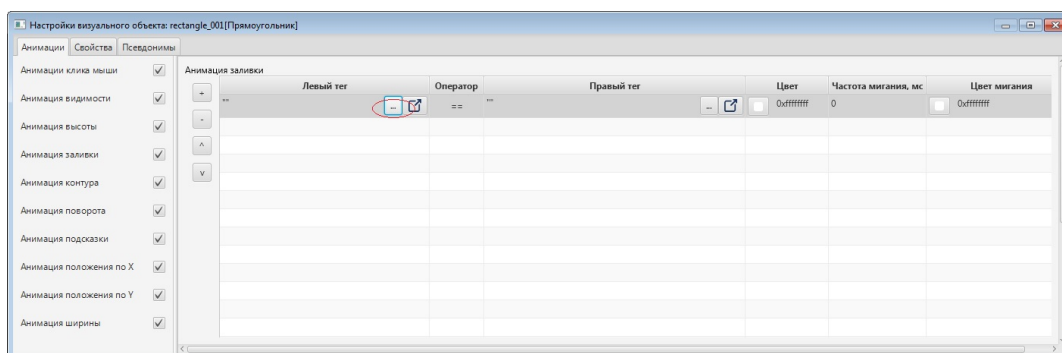 Настройки визуального объекта: rectangle_001[Прямоугольник]
Анимации Свойства Псевдонимы
Анимации клика мыши
Анимация видимости
Анимация высоты
Анимация заливки
Анимация контура
Анимация поворота
Анимация подсказки
Анимация положения по X
Анимация положения по Y
Анимация ширины
Анимация заливки
+
-
^
v
Левый тег Оператор Правый тег Цвет Частота мигания, мс Цвет мигания
"" ... == "" ... 0xffffffff 0 0xffffffff